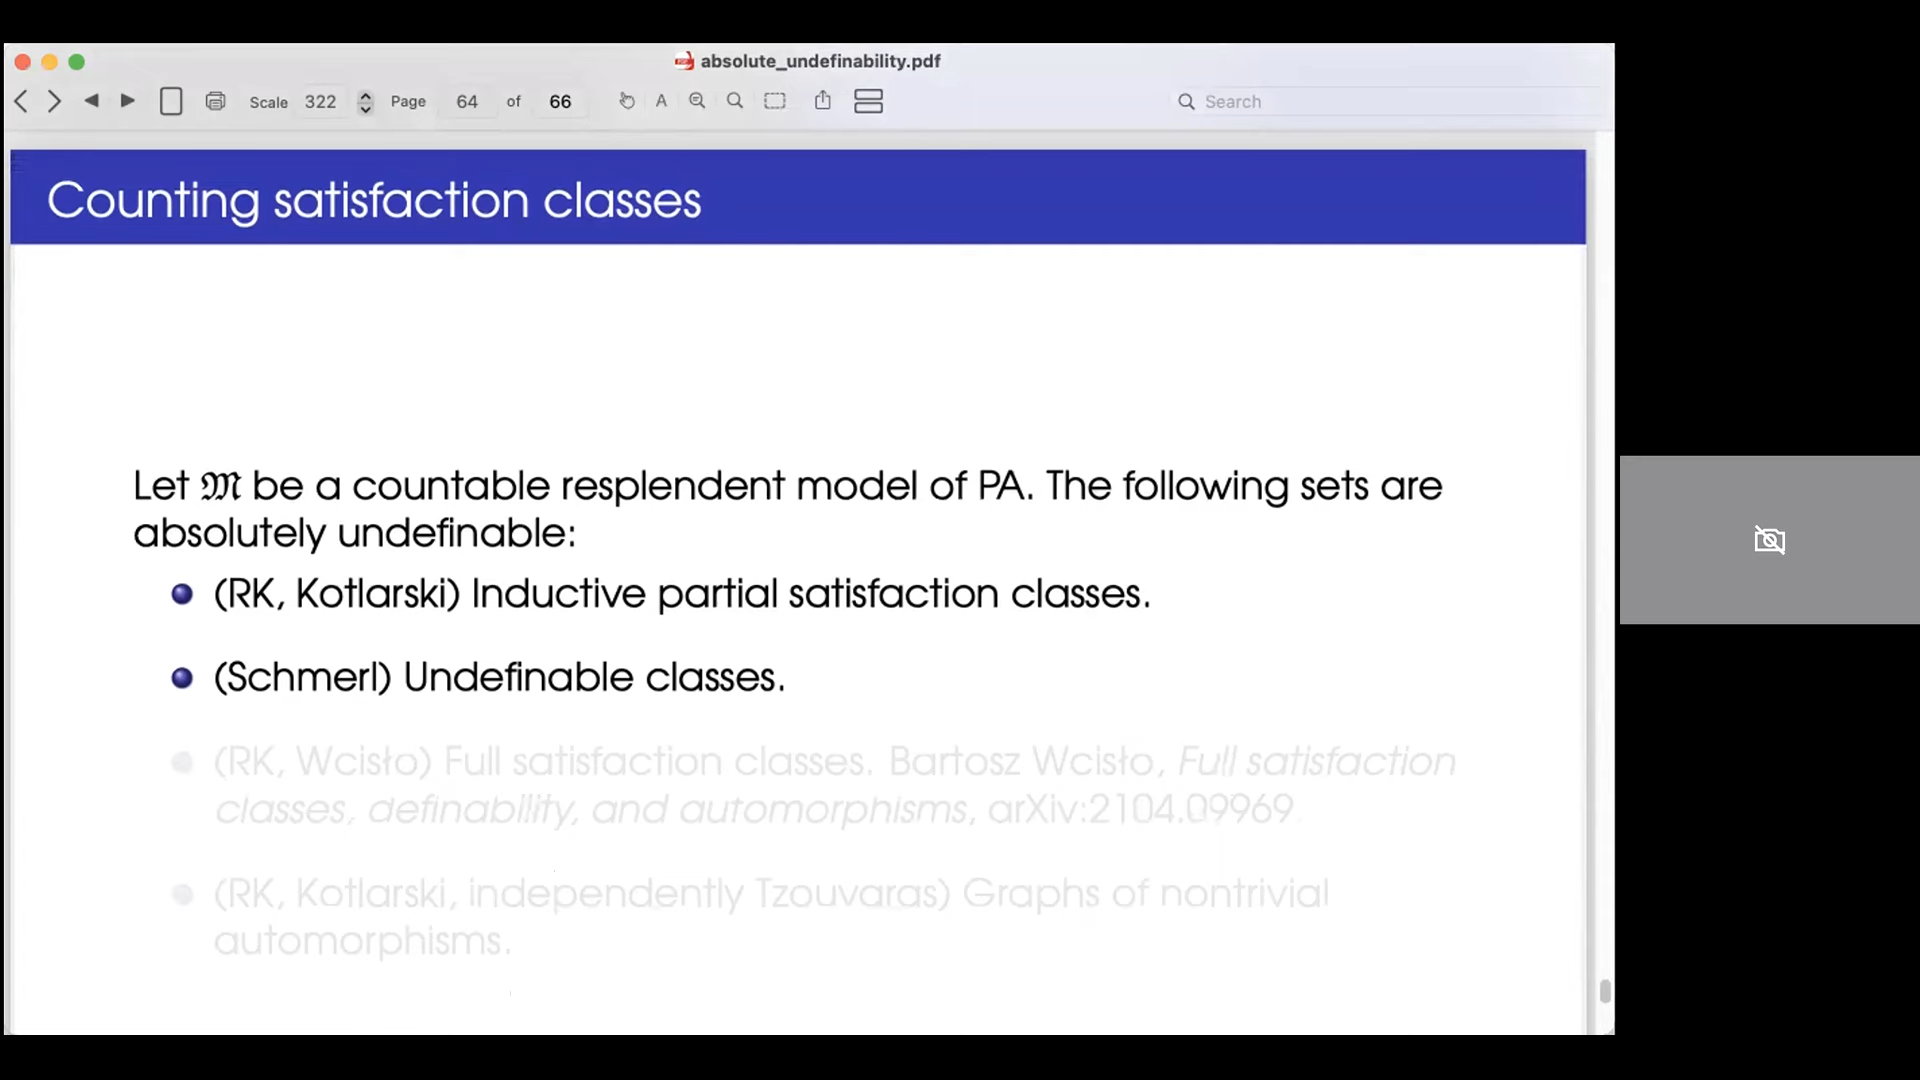 absolute_undefinability.pdf
Scale 322 Page 64 of 66 A Search
Counting satisfaction classes
Let 𝔐 be a countable resplendent model of PA. The following sets are
absolutely undefinable:
(RK, Kotlarski) Inductive partial satisfaction classes.
(Schmerl) Undefinable classes.
(RK, Wcisło) Full satisfaction classes. Bartosz Wcisło, Full satisfaction
classes, definability, and automorphisms, arXiv:2104.09969.
(RK, Kotlarski, independently Tzouvaras) Graphs of nontrivial
automorphisms.